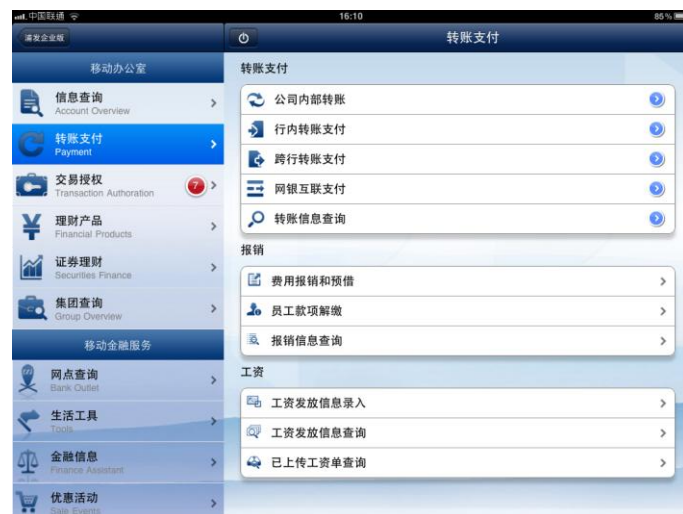 中国联通
16:10
85%
浦发企业版
转账支付
移动办公室
信息查询
Account Overview
转账支付
Payment
交易授权
Transaction Authoration
7
理财产品
Financial Products
证券理财
Securities Finance
集团查询
Group Overview
移动金融服务
网点查询
Bank Outlet
生活工具
Tools
金融信息
Finance Assistant
优惠活动
Sale Events
转账支付
公司内部转账
行内转账支付
跨行转账支付
网银互联支付
转账信息查询
报销
费用报销和预借
员工款项解缴
报销信息查询
工资
工资发放信息录入
工资发放信息查询
已上传工资单查询